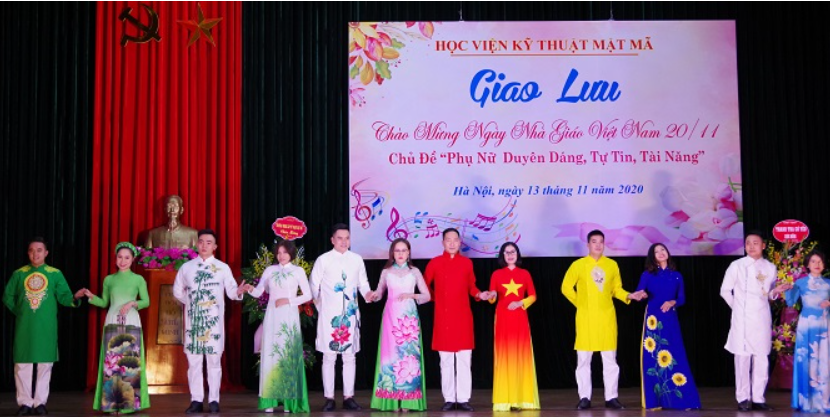 HỌC VIỆN KỸ THUẬT MẬT MÃ
Giao Lưu
Chào Mừng Ngày Nhà Giáo Việt Nam 20/11
Chủ Đề "Phụ Nữ Duyên Dáng, Tự Tin, Tài Năng"
Hà Nội, ngày 13 tháng 11 năm 2020